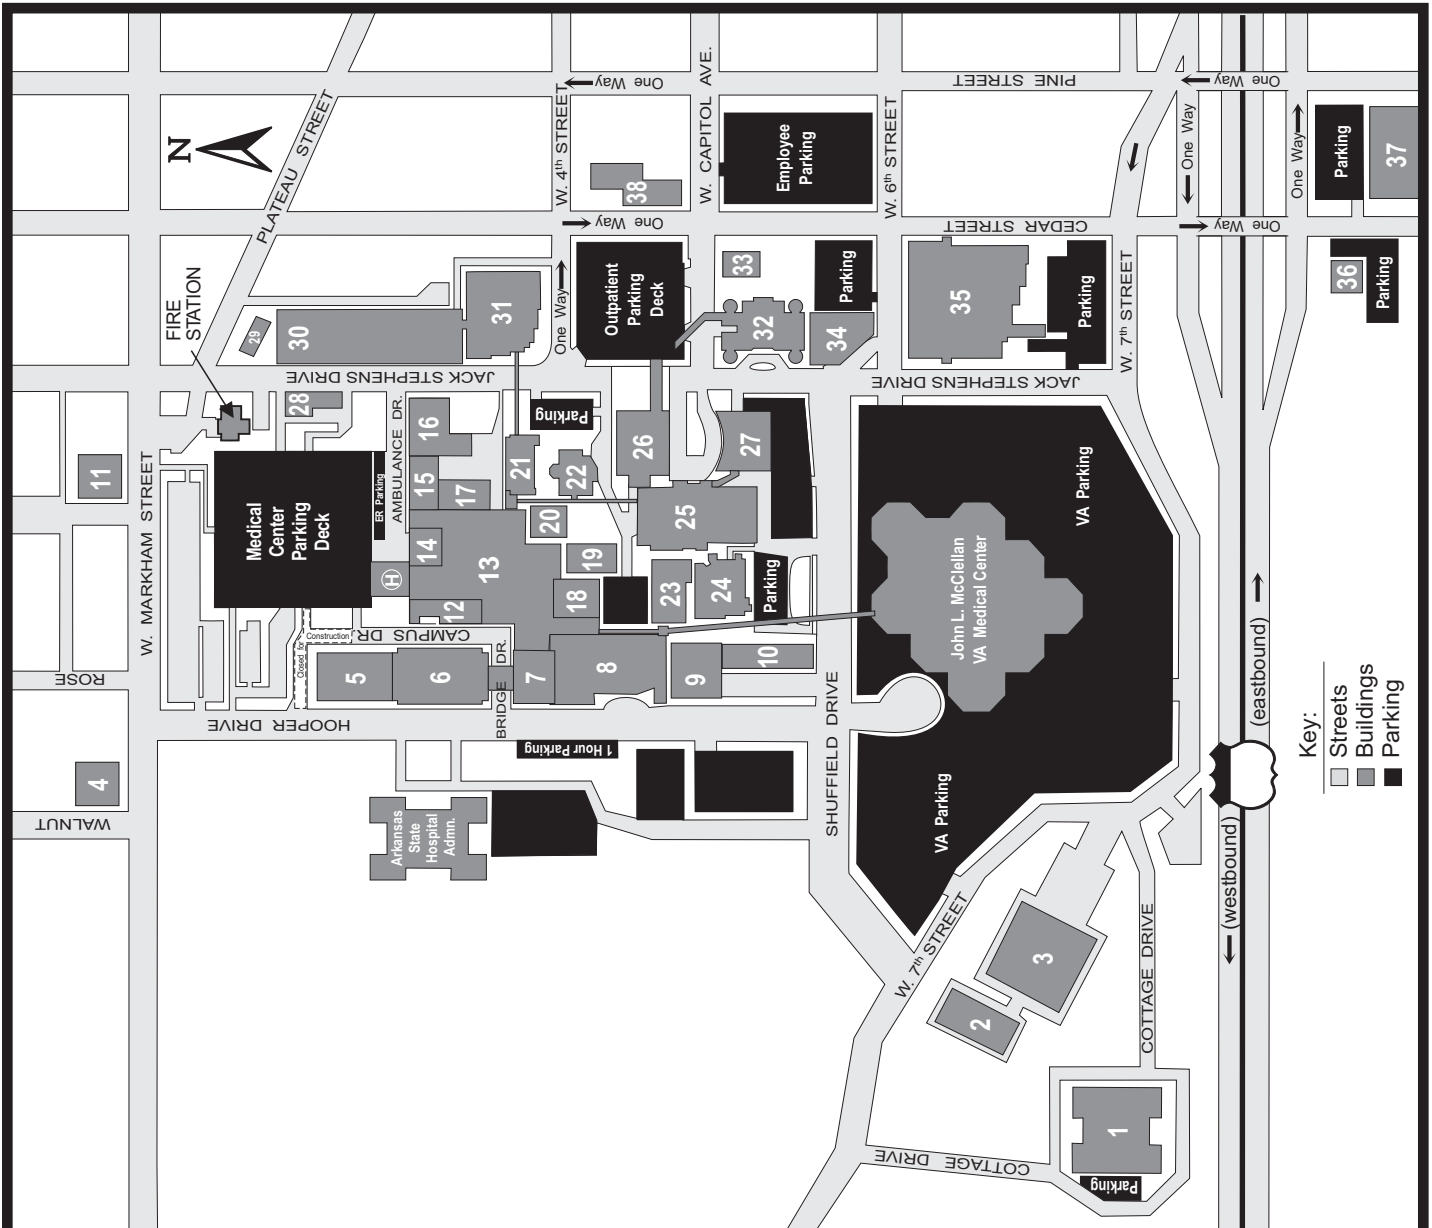 PINE STREET
One Way
One Way
One Way
One Way
W. CAPITOL AVE.
W. 4th STREET
W. 6th STREET
PLATEAU STREET
N
Employee
Parking
38
Parking
37
CEDAR STREET
One Way
One Way
FIRE
STATION
29
30
31
One Way
Outpatient
Parking
Deck
33
32
Parking
34
35
Parking
W. 7th STREET
36
Parking
JACK STEPHENS DRIVE
JACK STEPHENS DRIVE
28
11
W. MARKHAM STREET
Medical
Center
Parking
Deck
ER Parking
AMBULANCE DR.
16
15
17
14
13
12
H
21
Parking
22
20
19
18
26
27
25
23
24
Parking
VA Parking
John L. McClellan
VA Medical Center
CAMPUS DR.
Closed for
Construction
5
6
BRIDGE DR.
7
8
9
10
ROSE
HOOPER DRIVE
1 Hour Parking
SHUFFIELD DRIVE
4
WALNUT
Arkansas
State
Hospital
Admn.
VA Parking
(eastbound)
(westbound)
Key:
Streets
Buildings
Parking
W. 7th STREET
3
2
COTTAGE DRIVE
COTTAGE DRIVE
1
Parking